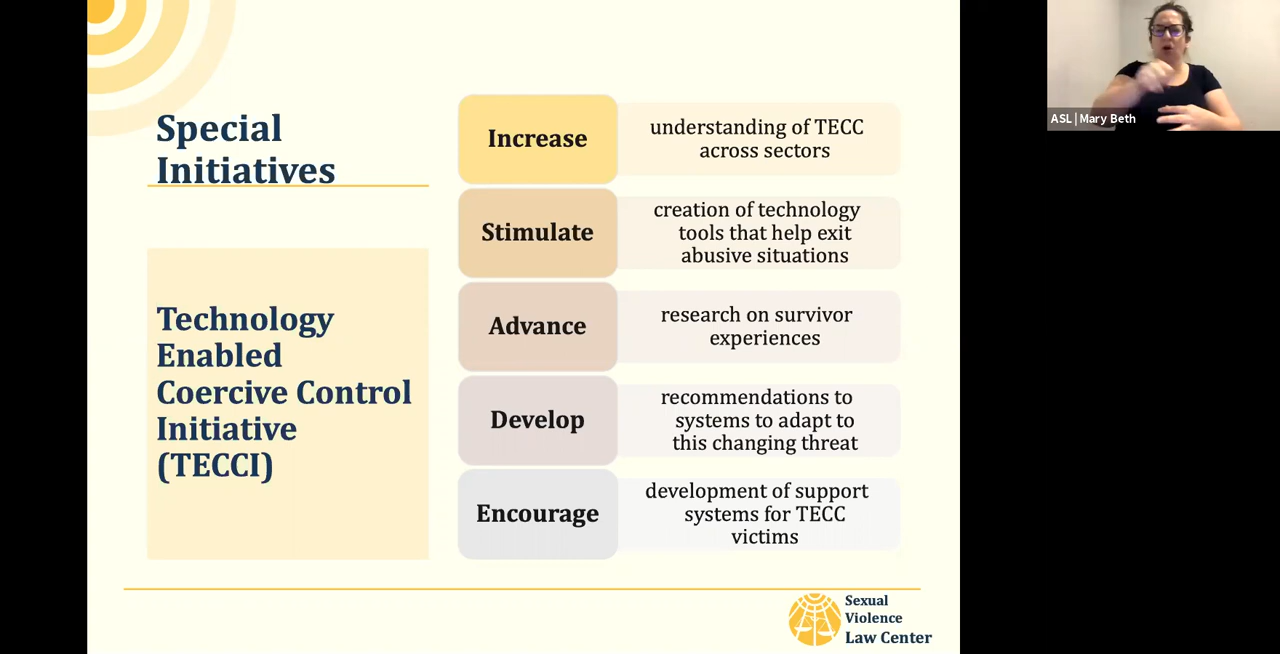 Special
Initiatives
Technology
Enabled
Coercive Control
Initiative
(TECCI)
Increase
understanding of TECC
across sectors
Stimulate
creation of technology
tools that help exit
abusive situations
Advance
research on survivor
experiences
Develop
recommendations to
systems to adapt to
this changing threat
Encourage
development of support
systems for TECC
victims
Sexual
Violence
Law Center
ASL | Mary Beth